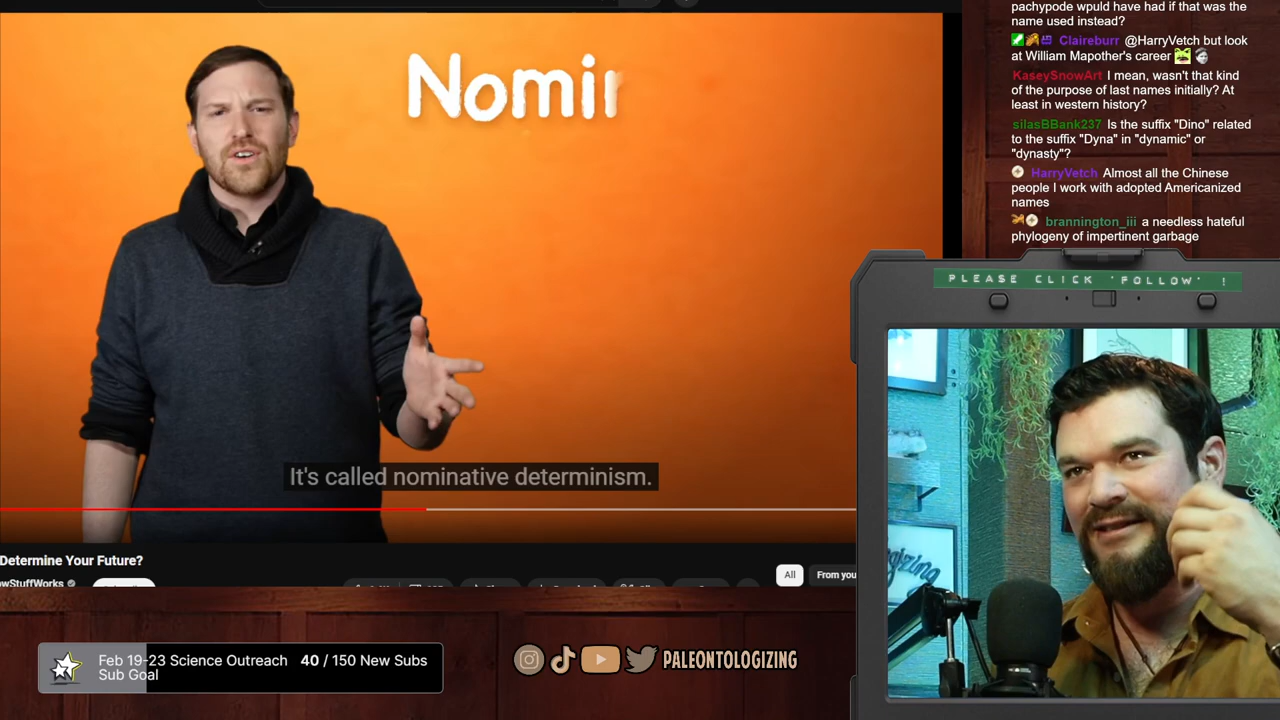 Nomin
It's called nominative determinism.
Determine Your Future?
wStuffWorks
All
From you
pachypode wpuld have had if that was the
name used instead?
Claireburr @HarryVetch but look
at William Mapother's career
KaseySnowArt I mean, wasn't that kind
of the purpose of last names initially? At
least in western history?
silasBBank237 Is the suffix "Dino" related
to the suffix "Dyna" in "dynamic" or
"dynasty"?
HarryVetch Almost all the Chinese
people I work with adopted Americanized
names
brannington_iii a needless hateful
phylogeny of impertinent garbage
PLEASE CLICK 'FOLLOW' !
gizing
Feb 19-23 Science Outreach 40 / 150 New Subs
Sub Goal
PALEONTOLOGIZING